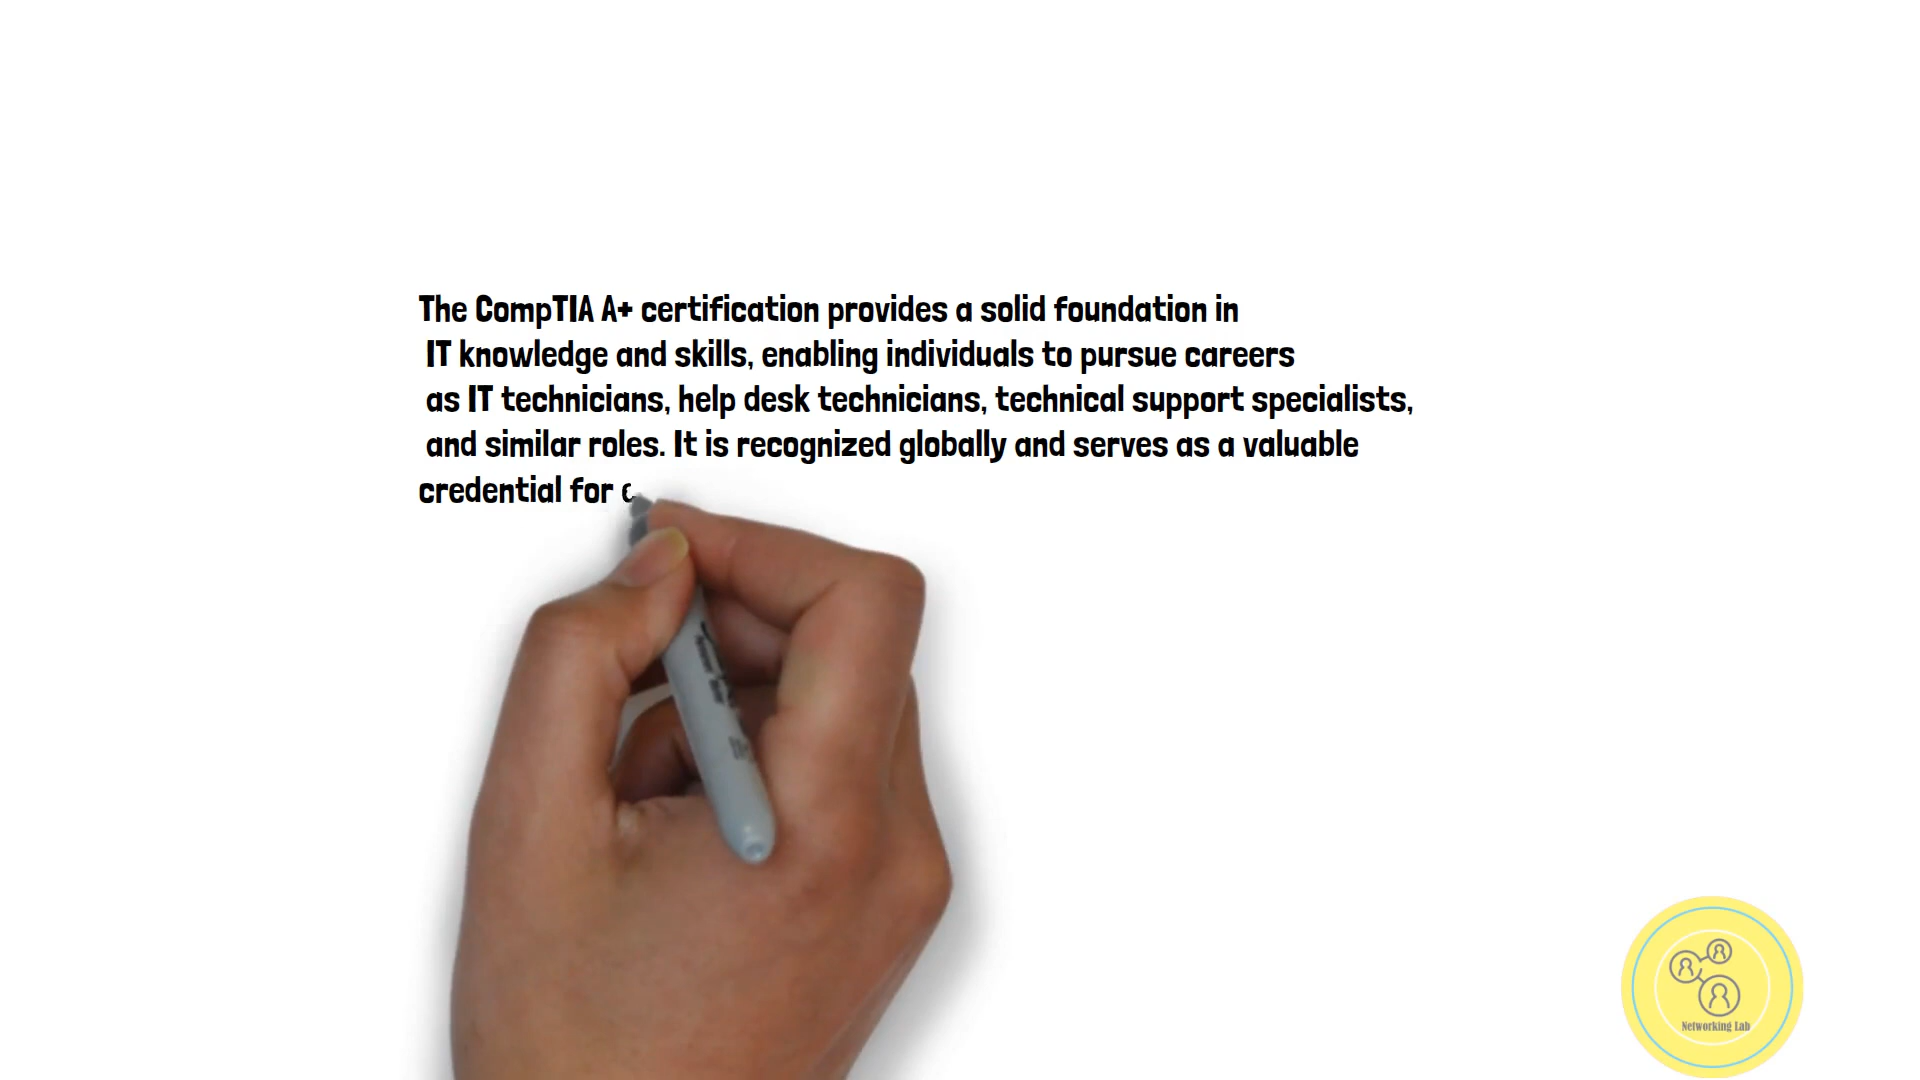 The CompTIA A+ certification provides a solid foundation in
IT knowledge and skills, enabling individuals to pursue careers
as IT technicians, help desk technicians, technical support specialists,
and similar roles. It is recognized globally and serves as a valuable
credential for
Networking Lab